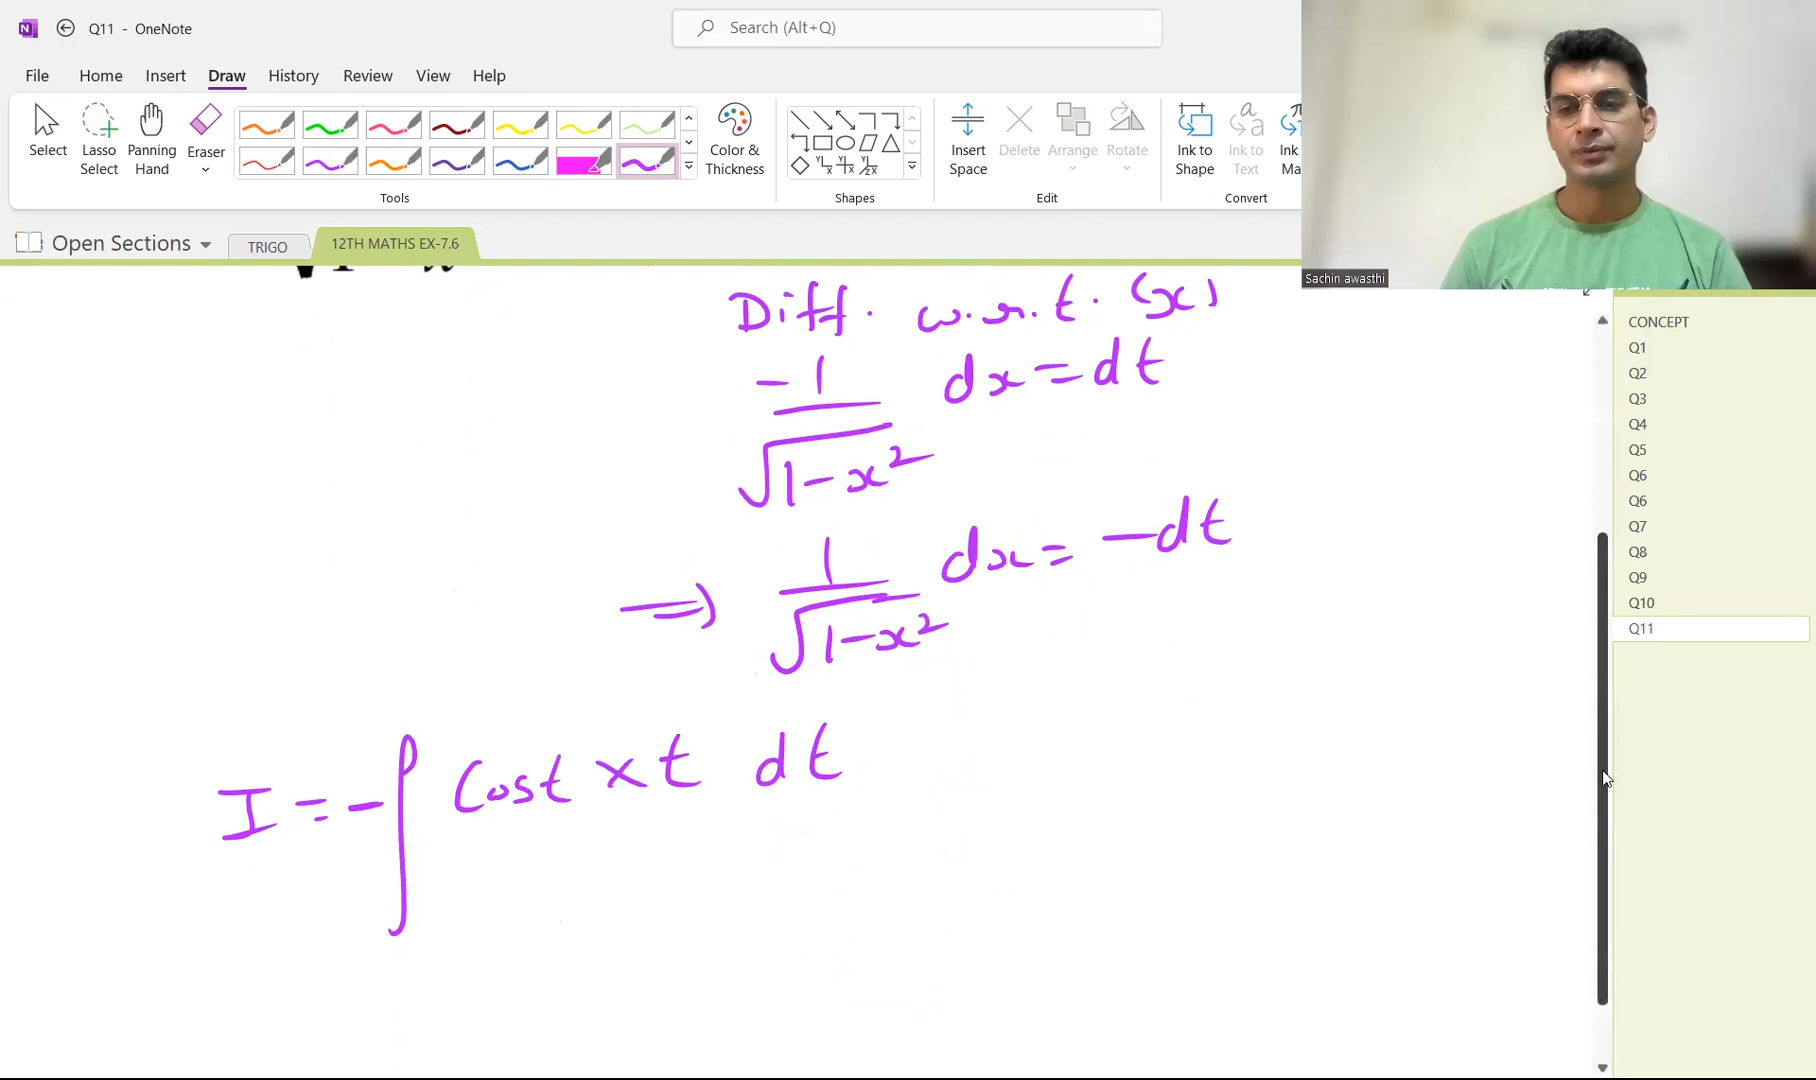 Q11 - OneNote
Search (Alt+Q)
File Home Insert Draw History Review View Help
Select
Lasso Select
Panning Hand
Eraser
Color & Thickness
Insert Space
Delete
Arrange
Rotate
Ink to Shape
Ink to Text
Ink Ma
Tools
Shapes
Edit
Convert
Open Sections
TRIGO
12TH MATHS EX-7.6
Sachin awasthi
Diff. w.r.t. (x)
-1/√(1-x²) dx = dt
⇒ 1/√(1-x²) dx = -dt
I = -∫ Cost × t dt
CONCEPT
Q1
Q2
Q3
Q4
Q5
Q6
Q6
Q7
Q8
Q9
Q10
Q11